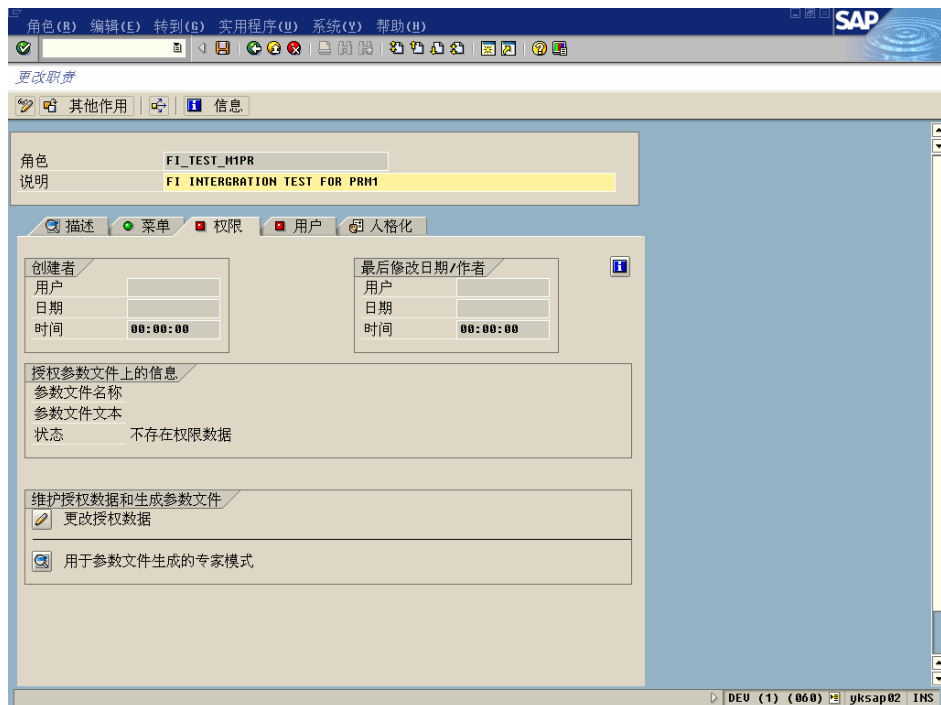 角色(R) 编辑(E) 转到(G) 实用程序(U) 系统(Y) 帮助(H)
SAP
更改职责
其他作用 信息
角色 FI_TEST_M1PR
说明 FI INTERGRATION TEST FOR PRM1
描述 菜单 权限 用户 人格化
创建者 最后修改日期/作者
用户 用户
日期 日期
时间 00:00:00 时间 00:00:00
授权参数文件上的信息
参数文件名称
参数文件文本
状态 不存在权限数据
维护授权数据和生成参数文件
更改授权数据
用于参数文件生成的专家模式
DEV (1) (060) yksap02 INS